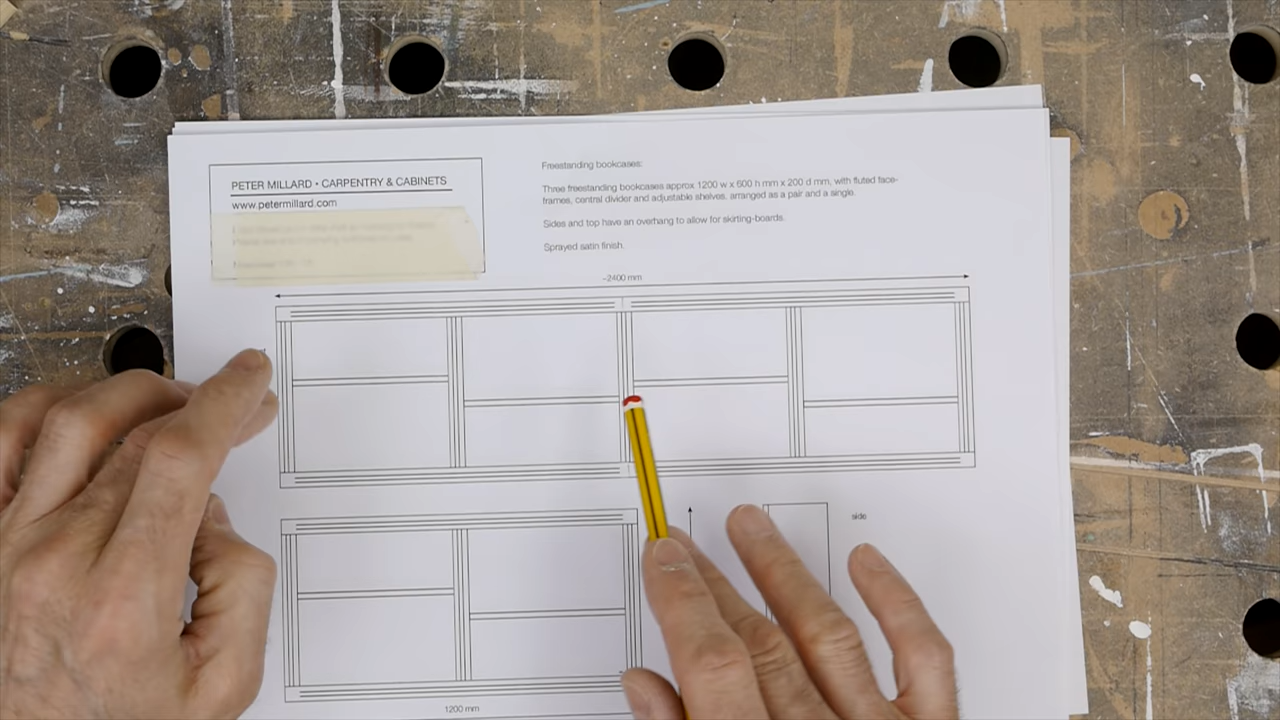 PETER MILLARD • CARPENTRY & CABINETS
www.petermillard.com
Freestanding bookcases:
Three freestanding bookcases approx 1200 w x 600 h mm x 200 d mm, with fluted face-
frames, central divider and adjustable shelves, arranged as a pair and a single.
Sides and top have an overhang to allow for skirting-boards.
Sprayed satin finish.
~2400 mm
side
1200 mm